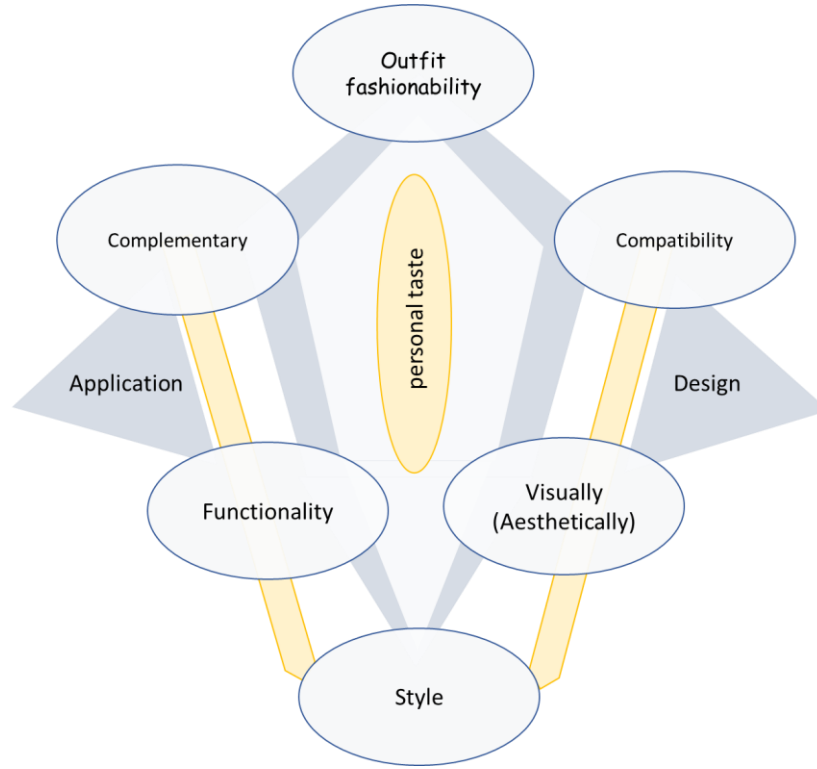 Outfit
fashionability
Complementary
Compatibility
personal taste
Application
Design
Functionality
Visually
(Aesthetically)
Style